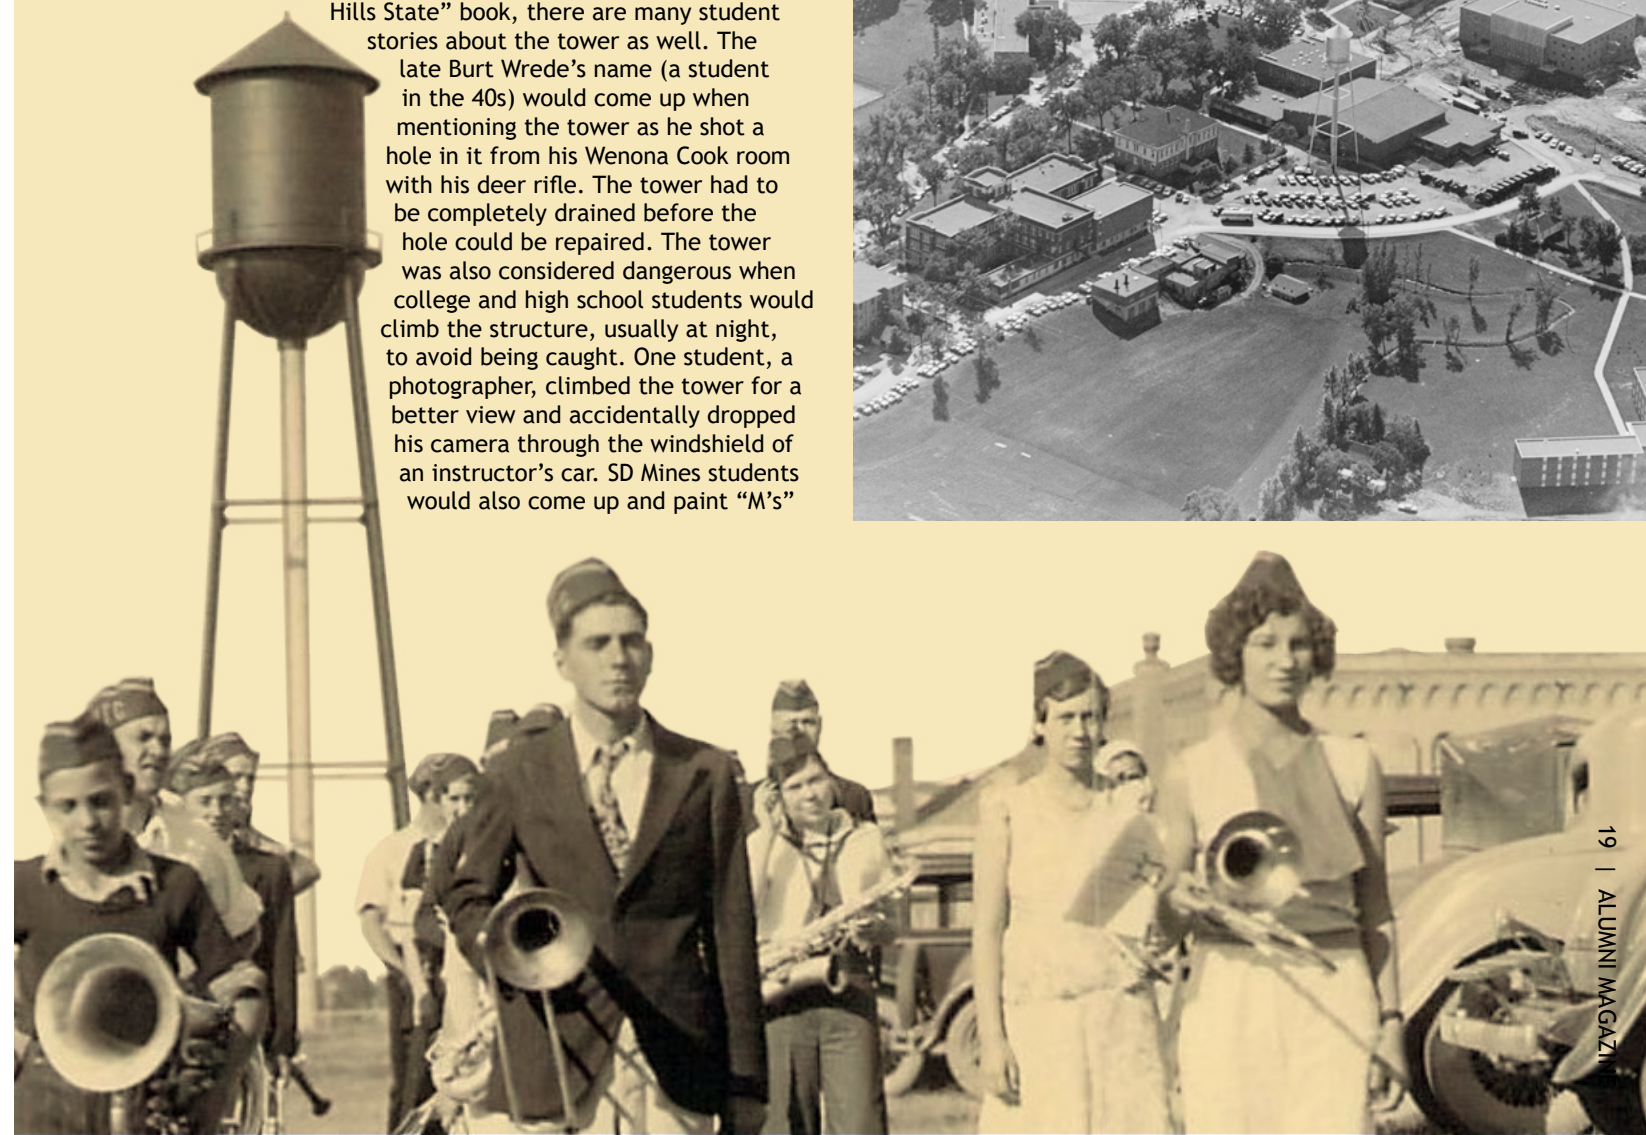 Hills State” book, there are many student
stories about the tower as well. The
late Burt Wrede’s name (a student
in the 40s) would come up when
mentioning the tower as he shot a
hole in it from his Wenona Cook room
with his deer rifle. The tower had to
be completely drained before the
hole could be repaired. The tower
was also considered dangerous when
college and high school students would
climb the structure, usually at night,
to avoid being caught. One student, a
photographer, climbed the tower for a
better view and accidentally dropped
his camera through the windshield of
an instructor’s car. SD Mines students
would also come up and paint “M’s”
19 | ALUMNI MAGAZINE